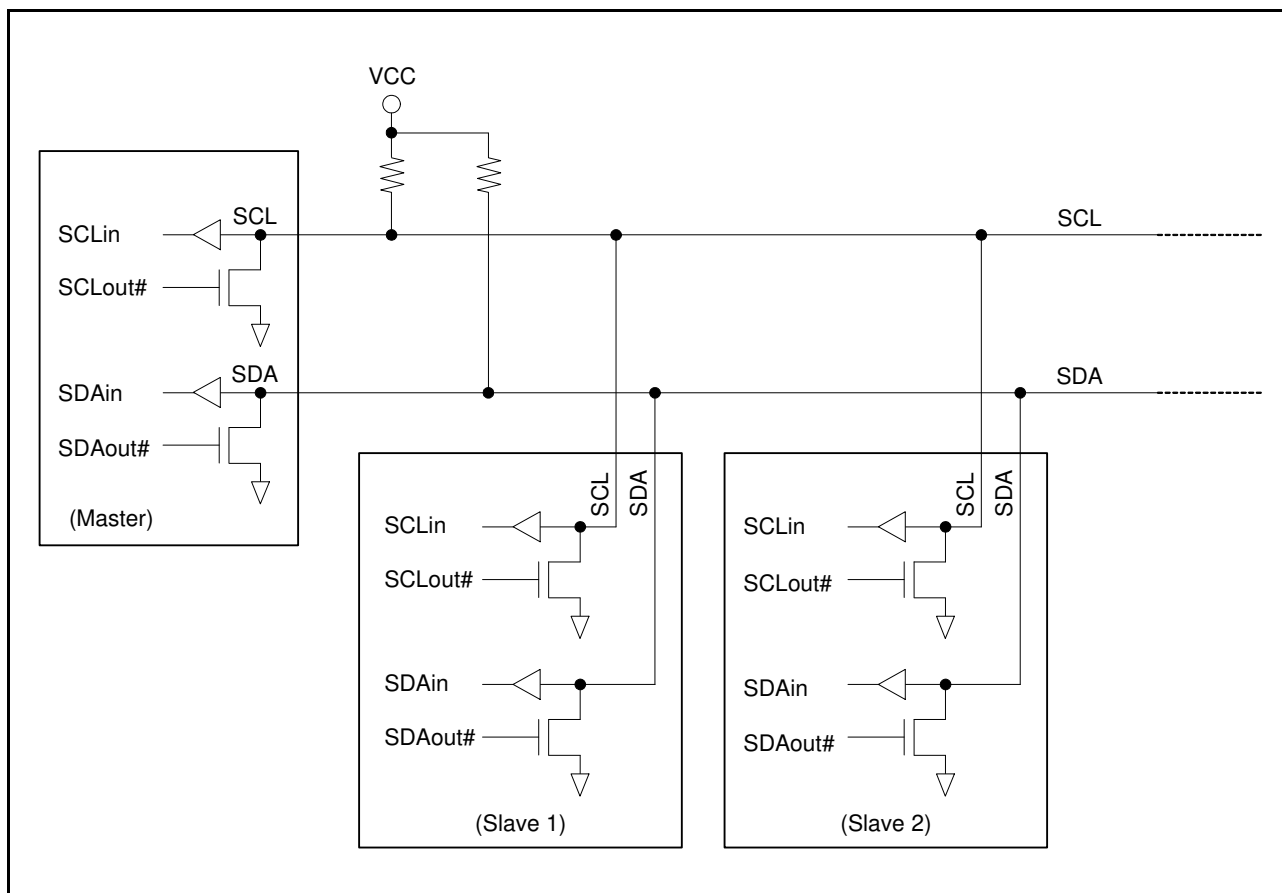 VCC
SCL
SCLin
SCLout#
SDA
SDAin
SDAout#
(Master)
SCL
SDA
SCL
SDA
SCLin
SCLout#
SDAin
SDAout#
(Slave 1)
SCL
SDA
SCLin
SCLout#
SDAin
SDAout#
(Slave 2)